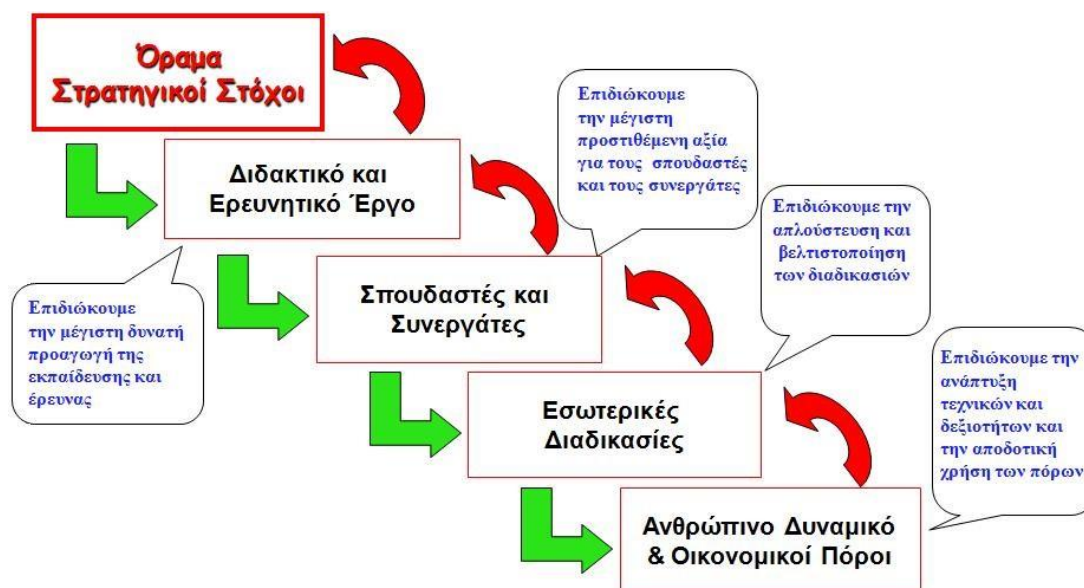 Όραμα
Στρατηγικοί Στόχοι
Διδακτικό και
Ερευνητικό Έργο
Επιδιώκουμε
την μέγιστη
προστιθέμενη αξία
για τους σπουδαστές
και τους συνεργάτες
Επιδιώκουμε την
απλούστευση και
βελτιστοποίηση
των διαδικασιών
Σπουδαστές και
Συνεργάτες
Επιδιώκουμε
την μέγιστη δυνατή
προαγωγή της
εκπαίδευσης και
έρευνας
Επιδιώκουμε την
ανάπτυξη
τεχνικών και
δεξιοτήτων και
την αποδοτική
χρήση των πόρων
Εσωτερικές
Διαδικασίες
Ανθρώπινο Δυναμικό
& Οικονομικοί Πόροι